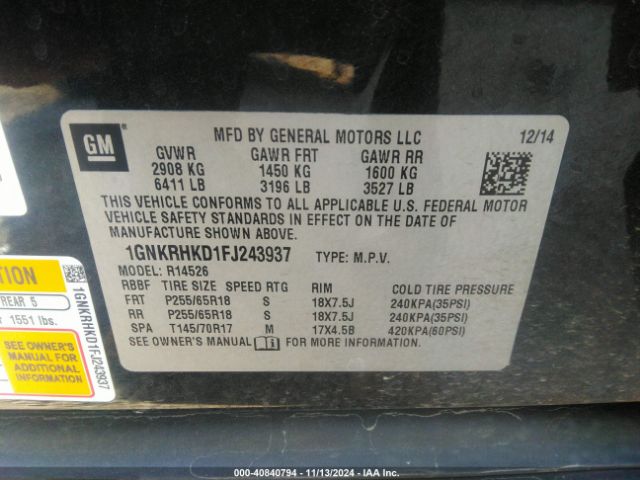 GM
MFD BY GENERAL MOTORS LLC 12/14
GVWR GAWR FRT GAWR RR
2908 KG 1450 KG 1600 KG
6411 LB 3196 LB 3527 LB
THIS VEHICLE CONFORMS TO ALL APPLICABLE U.S. FEDERAL MOTOR
VEHICLE SAFETY STANDARDS IN EFFECT ON THE DATE OF
MANUFACTURE SHOWN ABOVE.
1GNKRHKD1FJ243937 TYPE: M.P.V.
MODEL: R14526
RBBF TIRE SIZE SPEED RTG RIM COLD TIRE PRESSURE
FRT P255/65R18 S 18X7.5J 240KPA(35PSI)
RR P255/65R18 S 18X7.5J 240KPA(35PSI)
SPA T145/70R17 M 17X4.5B 420KPA(60PSI)
SEE OWNER'S MANUAL FOR MORE INFORMATION.
TION
REAR 5
1551 lbs.
SEE OWNER'S
MANUAL FOR
ADDITIONAL
INFORMATION
1GNKRHKD1FJ243937
000-40840794 - 11/13/2024 - IAA Inc.